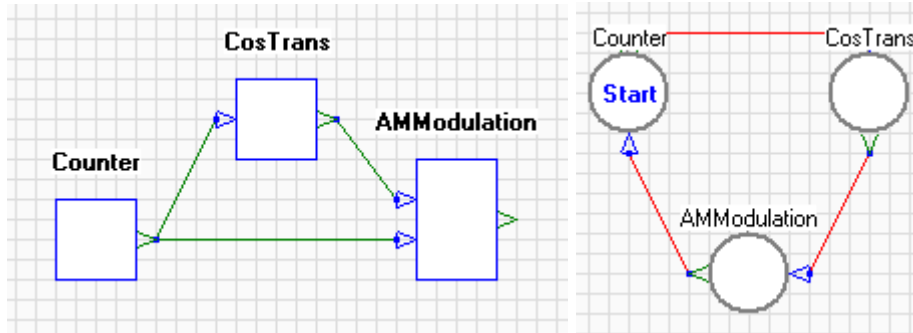 CosTrans
AMModulation
Counter
Counter
CosTrans
Start
AMModulation